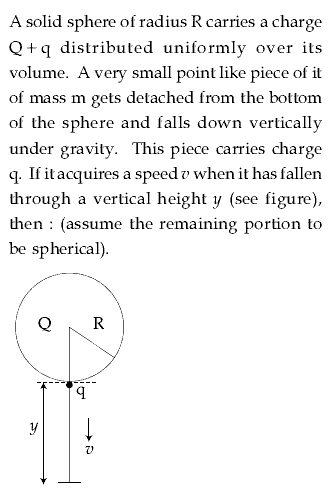 A solid sphere of radius R carries a charge
Q + q distributed uniformly over its
volume. A very small point like piece of it
of mass m gets detached from the bottom
of the sphere and falls down vertically
under gravity. This piece carries charge
q. If it acquires a speed v when it has fallen
through a vertical height y (see figure),
then : (assume the remaining portion to
be spherical).
Q R
q
y
v